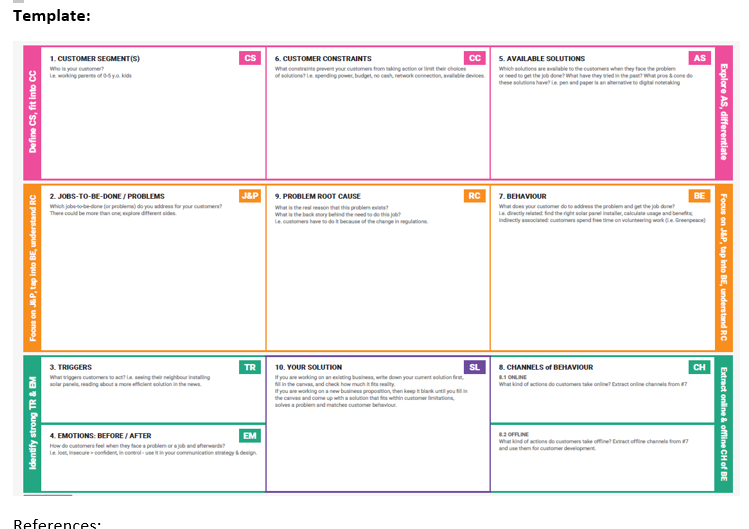 Template:
Define CS, fit into CC
1. CUSTOMER SEGMENT(S)
CS
Who is your customer?
i.e. working parents of 0-5 y.o. kids
6. CUSTOMER CONSTRAINTS
CC
What constraints prevent your customers from taking action or limit their choices
of solutions? i.e. spending power, budget, no cash, network connection, available devices.
5. AVAILABLE SOLUTIONS
AS
Which solutions are available to the customers when they face the problem
or need to get the job done? What have they tried in the past? What pros & cons do
these solutions have? i.e. pen and paper is an alternative to digital notetaking
Explore AS, differentiate
Focus on J&P, tap into BE, understand RC
2. JOBS-TO-BE-DONE / PROBLEMS
J&P
Which jobs-to-be-done (or problems) do you address for your customers?
There could be more than one; explore different sides.
9. PROBLEM ROOT CAUSE
RC
What is the real reason that this problem exists?
What is the back story behind the need to do this job?
i.e. customers have to do it because of the change in regulations.
7. BEHAVIOUR
BE
What does your customer do to address the problem and get the job done?
i.e. directly related: find the right solar panel installer, calculate usage and benefits;
indirectly associated: customers spend free time on volunteering work (i.e. Greenpeace)
Focus on J&P, tap into BE, understand RC
Identify strong TR & EM
3. TRIGGERS
TR
What triggers customers to act? i.e. seeing their neighbour installing
solar panels, reading about a more efficient solution in the news.
4. EMOTIONS: BEFORE / AFTER
EM
How do customers feel when they face a problem or a job and afterwards?
i.e. lost, insecure > confident, in control - use it in your communication strategy & design.
10. YOUR SOLUTION
SL
If you are working on an existing business, write down your current solution first,
fill in the canvas, and check how much it fits reality.
If you are working on a new business proposition, then keep it blank until you fill in
the canvas and come up with a solution that fits within customer limitations,
solves a problem and matches customer behaviour.
8. CHANNELS of BEHAVIOUR
CH
8.1 ONLINE
What kind of actions do customers take online? Extract online channels from #7
8.2 OFFLINE
What kind of actions do customers take offline? Extract offline channels from #7
and use them for customer development.
Extract online & offline CH of BE
References: